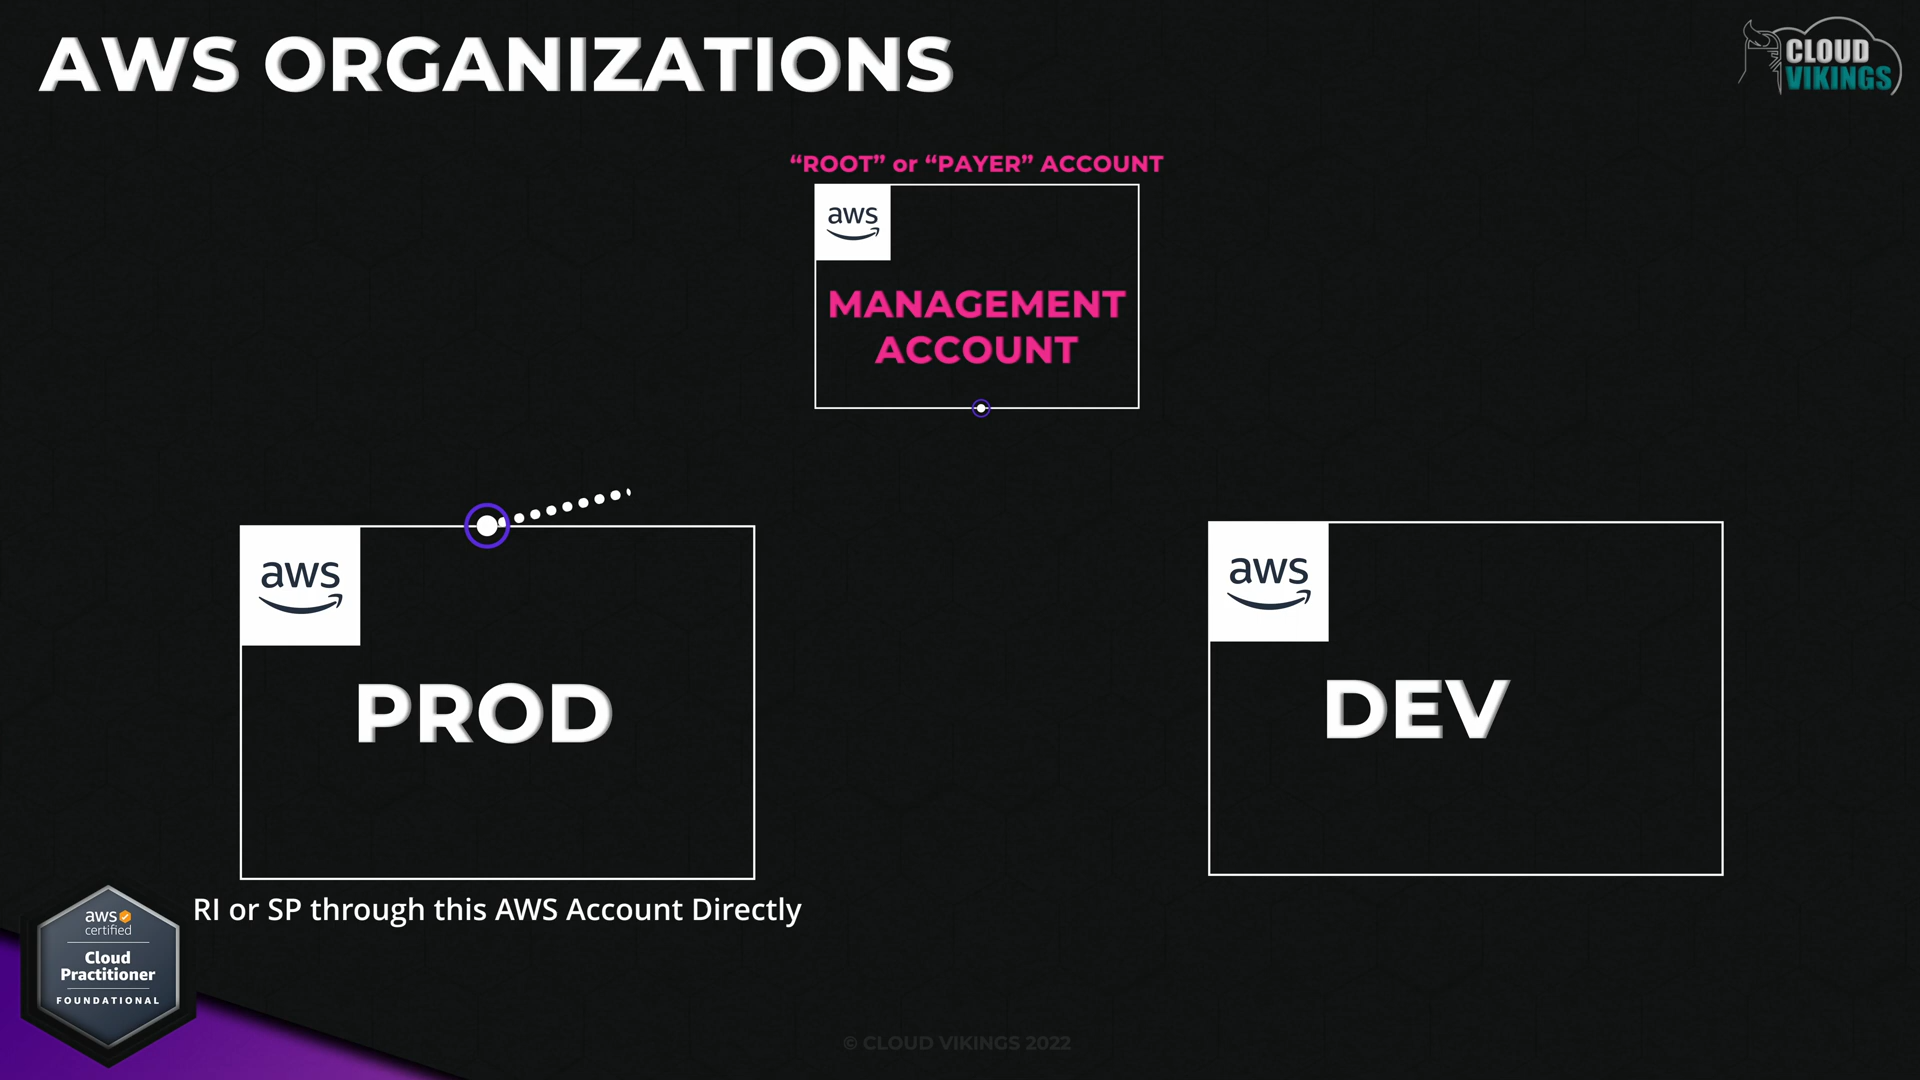 AWS ORGANIZATIONS
CLOUD
VIKINGS
“ROOT” or “PAYER” ACCOUNT
aws
MANAGEMENT
ACCOUNT
aws
PROD
aws
DEV
RI or SP through this AWS Account Directly
aws
certified
Cloud
Practitioner
FOUNDATIONAL
© CLOUD VIKINGS 2022